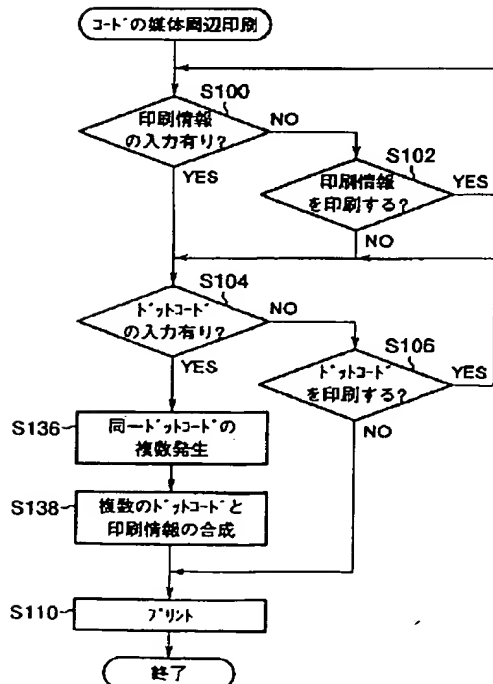 コードの媒体周辺印刷
S100
印刷情報
の入力有り?
NO
YES
S102
印刷情報
を印刷する?
YES
NO
S104
ドットコード
の入力有り?
NO
YES
S106
ドットコード
を印刷する?
YES
NO
S136
同一ドットコードの
複数発生
S138
複数のドットコードと
印刷情報の合成
S110
プリント
終了